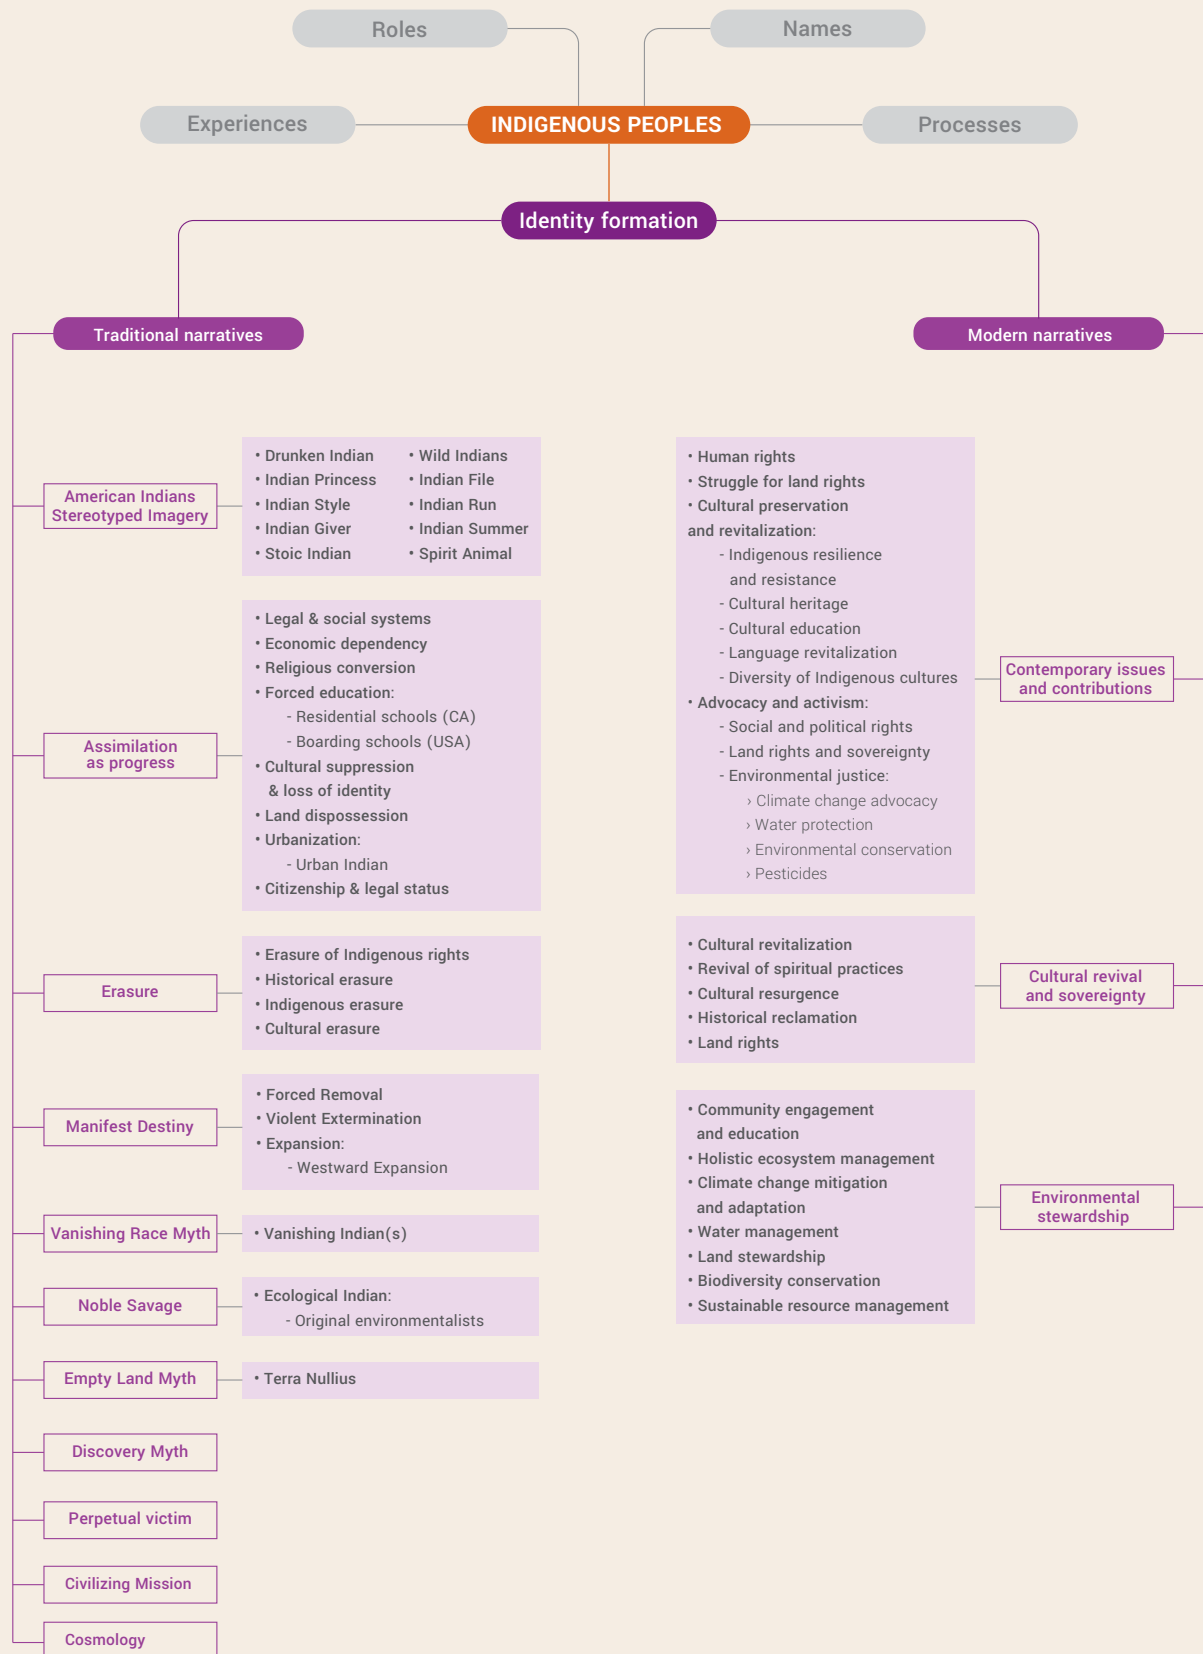 Roles
Names
Experiences
INDIGENOUS PEOPLES
Processes
Identity formation
Traditional narratives
Modern narratives
American Indians
Stereotyped Imagery
• Drunken Indian
• Indian Princess
• Indian Style
• Indian Giver
• Stoic Indian
• Wild Indians
• Indian File
• Indian Run
• Indian Summer
• Spirit Animal
Assimilation
as progress
• Legal & social systems
• Economic dependency
• Religious conversion
• Forced education:
- Residential schools (CA)
- Boarding schools (USA)
• Cultural suppression
& loss of identity
• Land dispossession
• Urbanization:
- Urban Indian
• Citizenship & legal status
Erasure
• Erasure of Indigenous rights
• Historical erasure
• Indigenous erasure
• Cultural erasure
Manifest Destiny
• Forced Removal
• Violent Extermination
• Expansion:
- Westward Expansion
Vanishing Race Myth
• Vanishing Indian(s)
Noble Savage
• Ecological Indian:
- Original environmentalists
Empty Land Myth
• Terra Nullius
Discovery Myth
Perpetual victim
Civilizing Mission
Cosmology
• Human rights
• Struggle for land rights
• Cultural preservation
and revitalization:
- Indigenous resilience
and resistance
- Cultural heritage
- Cultural education
- Language revitalization
- Diversity of Indigenous cultures
• Advocacy and activism:
- Social and political rights
- Land rights and sovereignty
- Environmental justice:
› Climate change advocacy
› Water protection
› Environmental conservation
› Pesticides
Contemporary issues
and contributions
• Cultural revitalization
• Revival of spiritual practices
• Cultural resurgence
• Historical reclamation
• Land rights
Cultural revival
and sovereignty
• Community engagement
and education
• Holistic ecosystem management
• Climate change mitigation
and adaptation
• Water management
• Land stewardship
• Biodiversity conservation
• Sustainable resource management
Environmental
stewardship